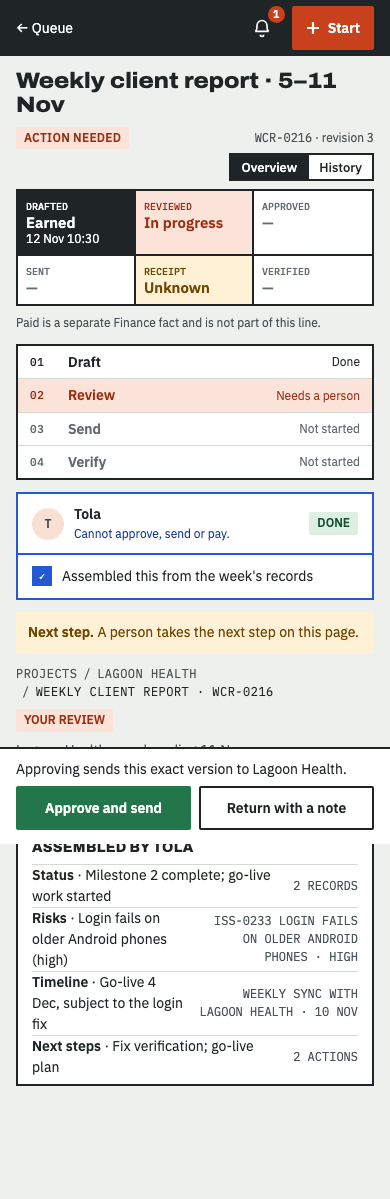 ← Queue
1
+ Start
Weekly client report · 5–11
Nov
ACTION NEEDED
WCR-0216 · revision 3
Overview
History
DRAFTED
Earned
12 Nov 10:30
REVIEWED
In progress
APPROVED
—
SENT
—
RECEIPT
Unknown
VERIFIED
—
Paid is a separate Finance fact and is not part of this line.
01 Draft Done
02 Review Needs a person
03 Send Not started
04 Verify Not started
T
Tola
Cannot approve, send or pay.
DONE
✓ Assembled this from the week's records
Next step. A person takes the next step on this page.
PROJECTS / LAGOON HEALTH
/ WEEKLY CLIENT REPORT · WCR-0216
YOUR REVIEW
Approving sends this exact version to Lagoon Health.
Approve and send
Return with a note
ASSEMBLED BY TOLA
Status · Milestone 2 complete; go-live
work started
2 RECORDS
Risks · Login fails on
older Android phones
(high)
ISS-0233 LOGIN FAILS
ON OLDER ANDROID
PHONES · HIGH
Timeline · Go-live 4
Dec, subject to the login
fix
WEEKLY SYNC WITH
LAGOON HEALTH · 10 NOV
Next steps · Fix verification; go-live
plan
2 ACTIONS